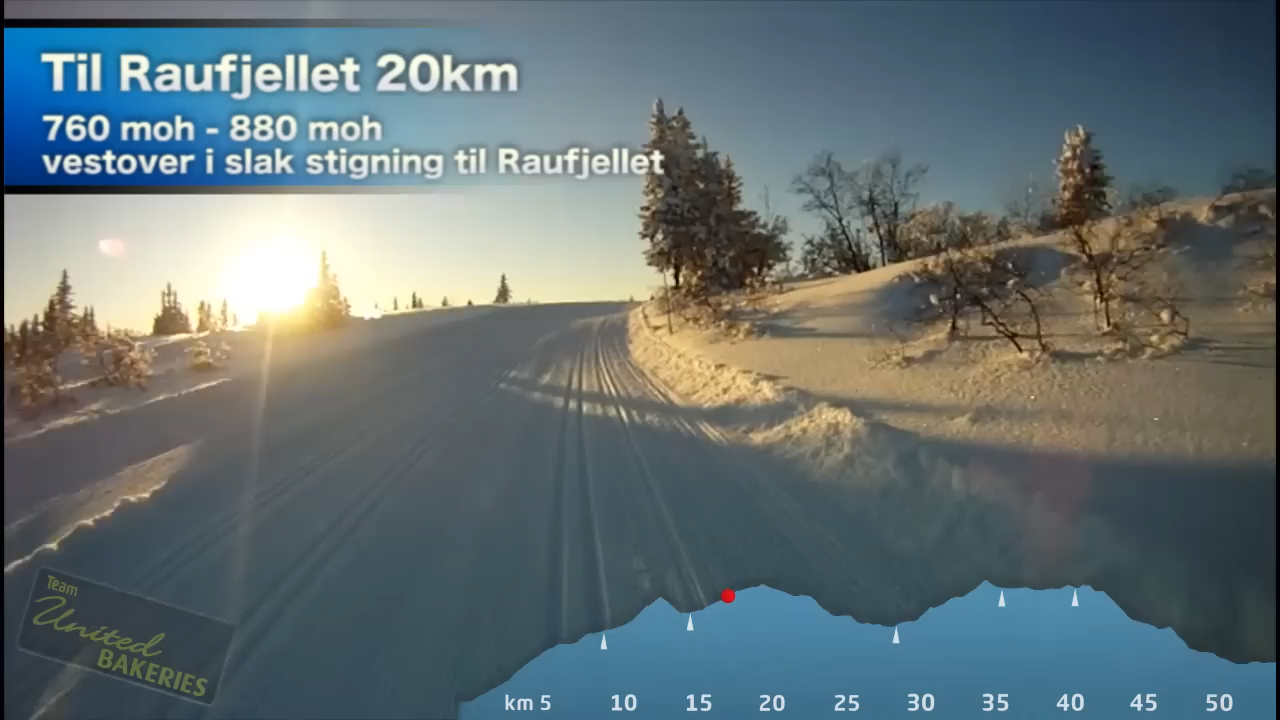 Til Raufjellet 20km
760 moh - 880 moh
vestover i slak stigning til Raufjellet
Team
United
BAKERIES
km 5 10 15 20 25 30 35 40 45 50